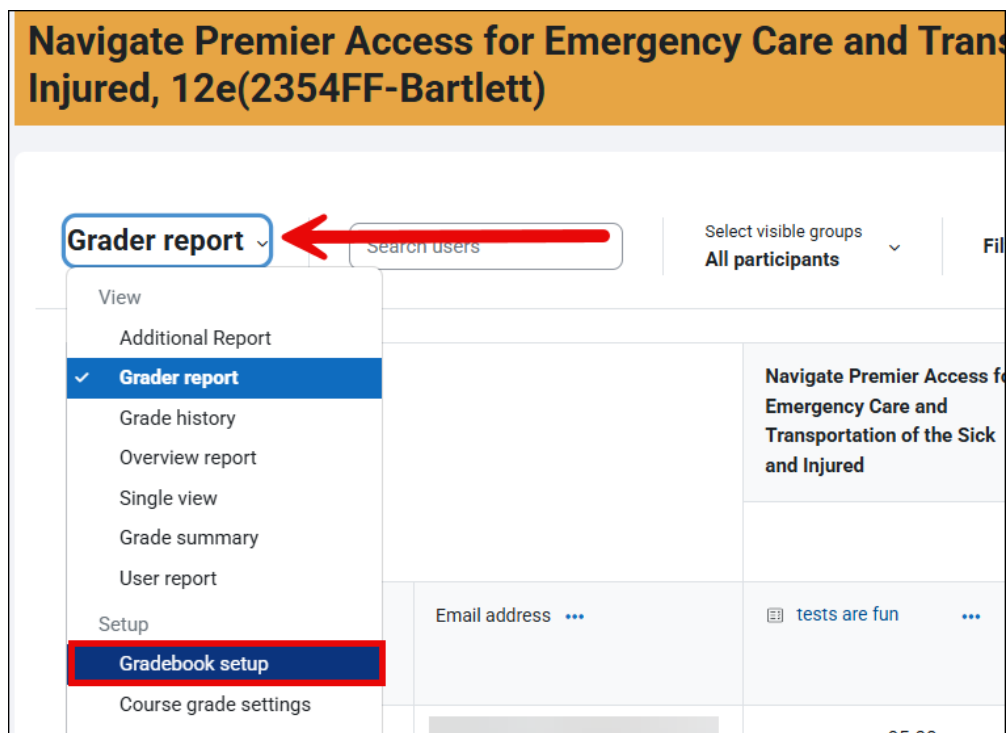 Navigate Premier Access for Emergency Care and Trans
Injured, 12e(2354FF-Bartlett)
Grader report
Search users
Select visible groups
All participants
Fil
View
Additional Report
Grader report
Grade history
Overview report
Single view
Grade summary
User report
Setup
Gradebook setup
Course grade settings
Navigate Premier Access fo
Emergency Care and
Transportation of the Sick
and Injured
Email address
tests are fun